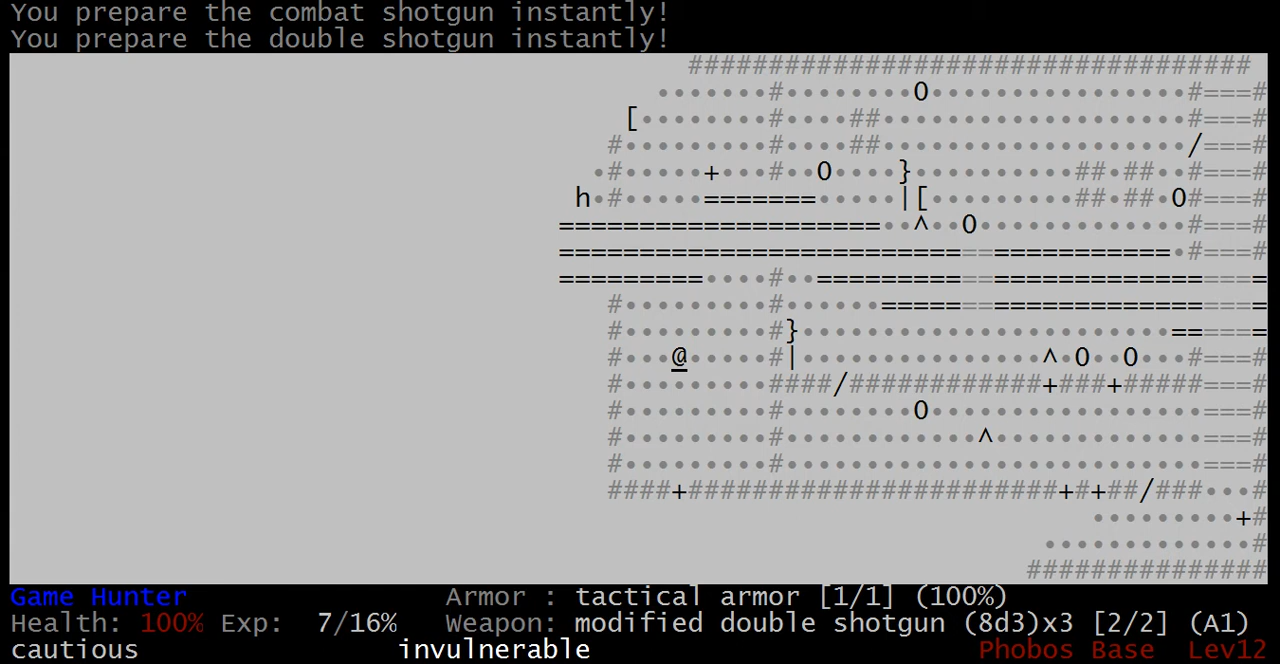 You prepare the combat shotgun instantly!
You prepare the double shotgun instantly!
Game Hunter Armor : tactical armor [1/1] (100%)
Health: 100% Exp: 7/16% Weapon: modified double shotgun (8d3)x3 [2/2] (A1)
cautious invulnerable Phobos Base Lev12